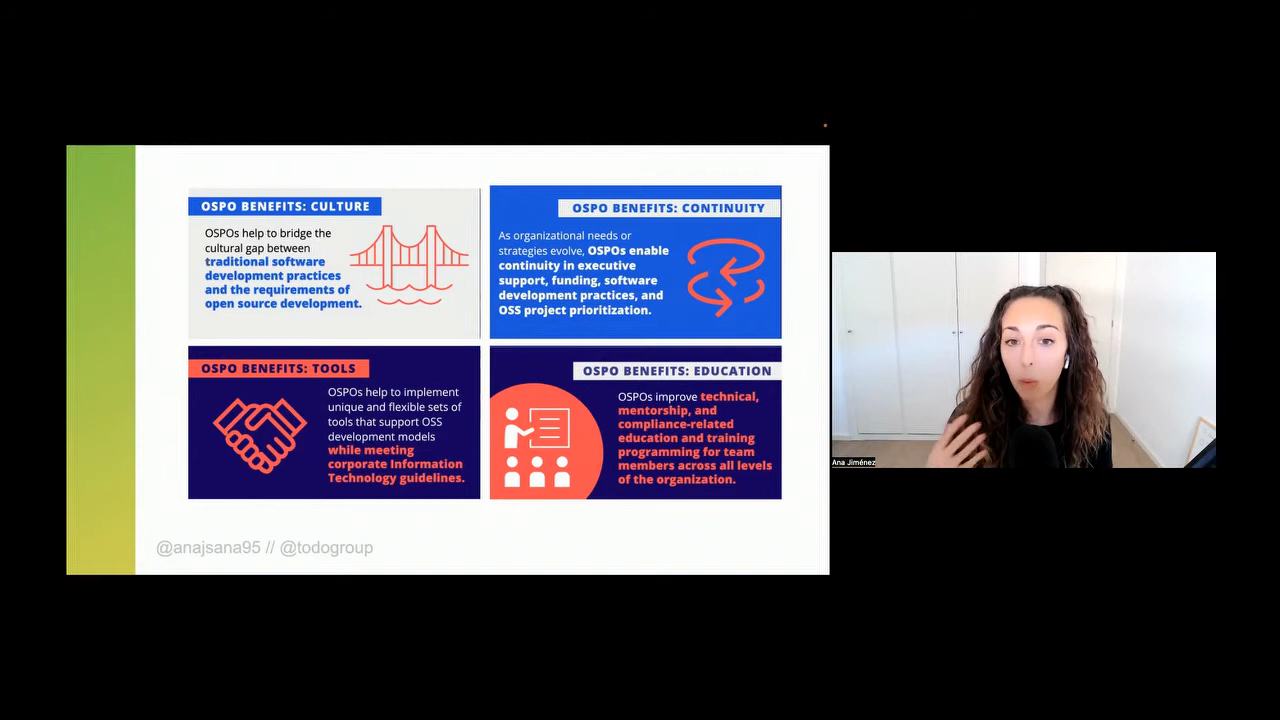 OSPO BENEFITS: CULTURE
OSPOs help to bridge the
cultural gap between
traditional software
development practices
and the requirements of
open source development.
OSPO BENEFITS: CONTINUITY
As organizational needs or
strategies evolve, OSPOs enable
continuity in executive
support, funding, software
development practices, and
OSS project prioritization.
OSPO BENEFITS: TOOLS
OSPOs help to implement
unique and flexible sets of
tools that support OSS
development models
while meeting
corporate Information
Technology guidelines.
OSPO BENEFITS: EDUCATION
OSPOs improve technical,
mentorship, and
compliance-related
education and training
programming for team
members across all levels
of the organization.
@anajsana95 // @todogroup
Ana Jiménez